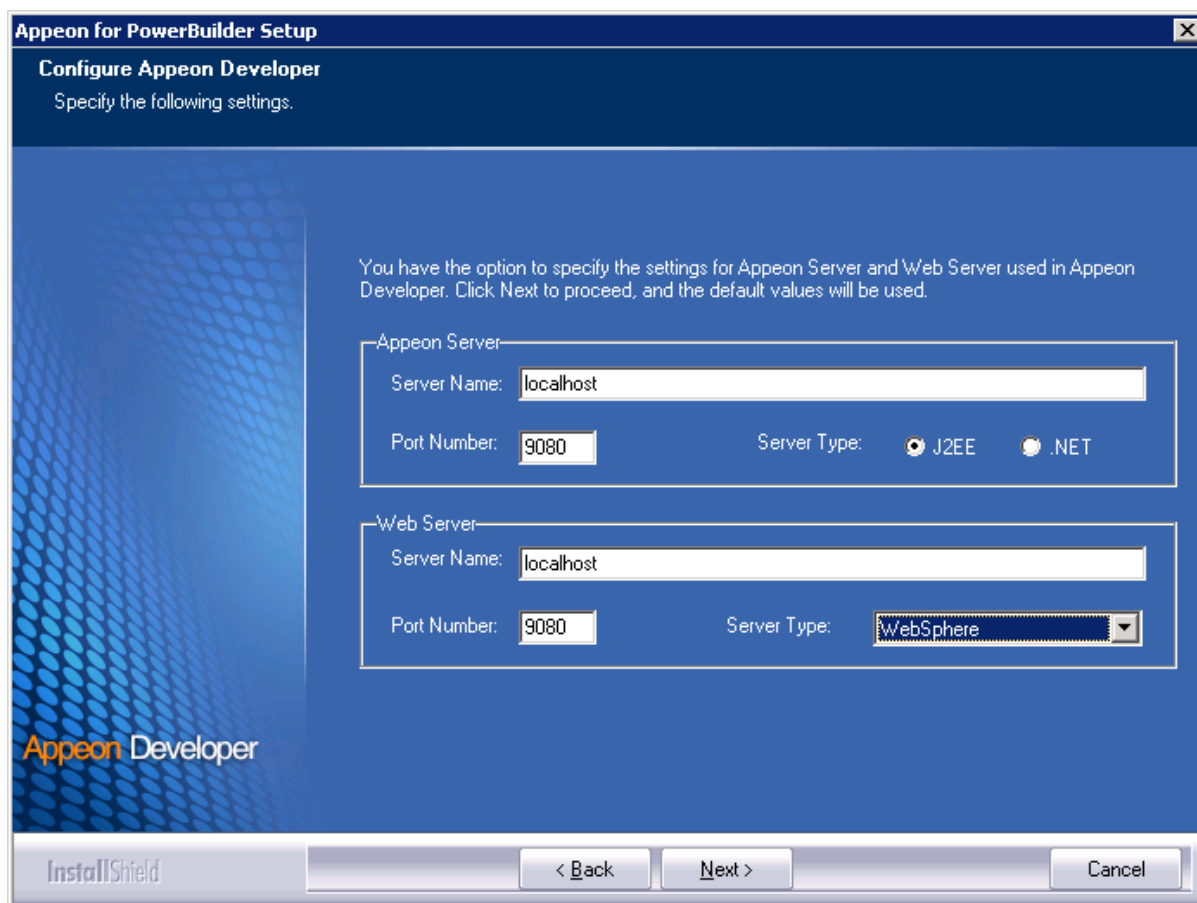 Appeon for PowerBuilder Setup
Configure Appeon Developer
Specify the following settings.
You have the option to specify the settings for Appeon Server and Web Server used in Appeon
Developer. Click Next to proceed, and the default values will be used.
Appeon Server
Server Name: localhost
Port Number: 9080 Server Type: J2EE .NET
Web Server
Server Name: localhost
Port Number: 9080 Server Type: WebSphere
Appeon Developer
InstallShield < Back Next > Cancel